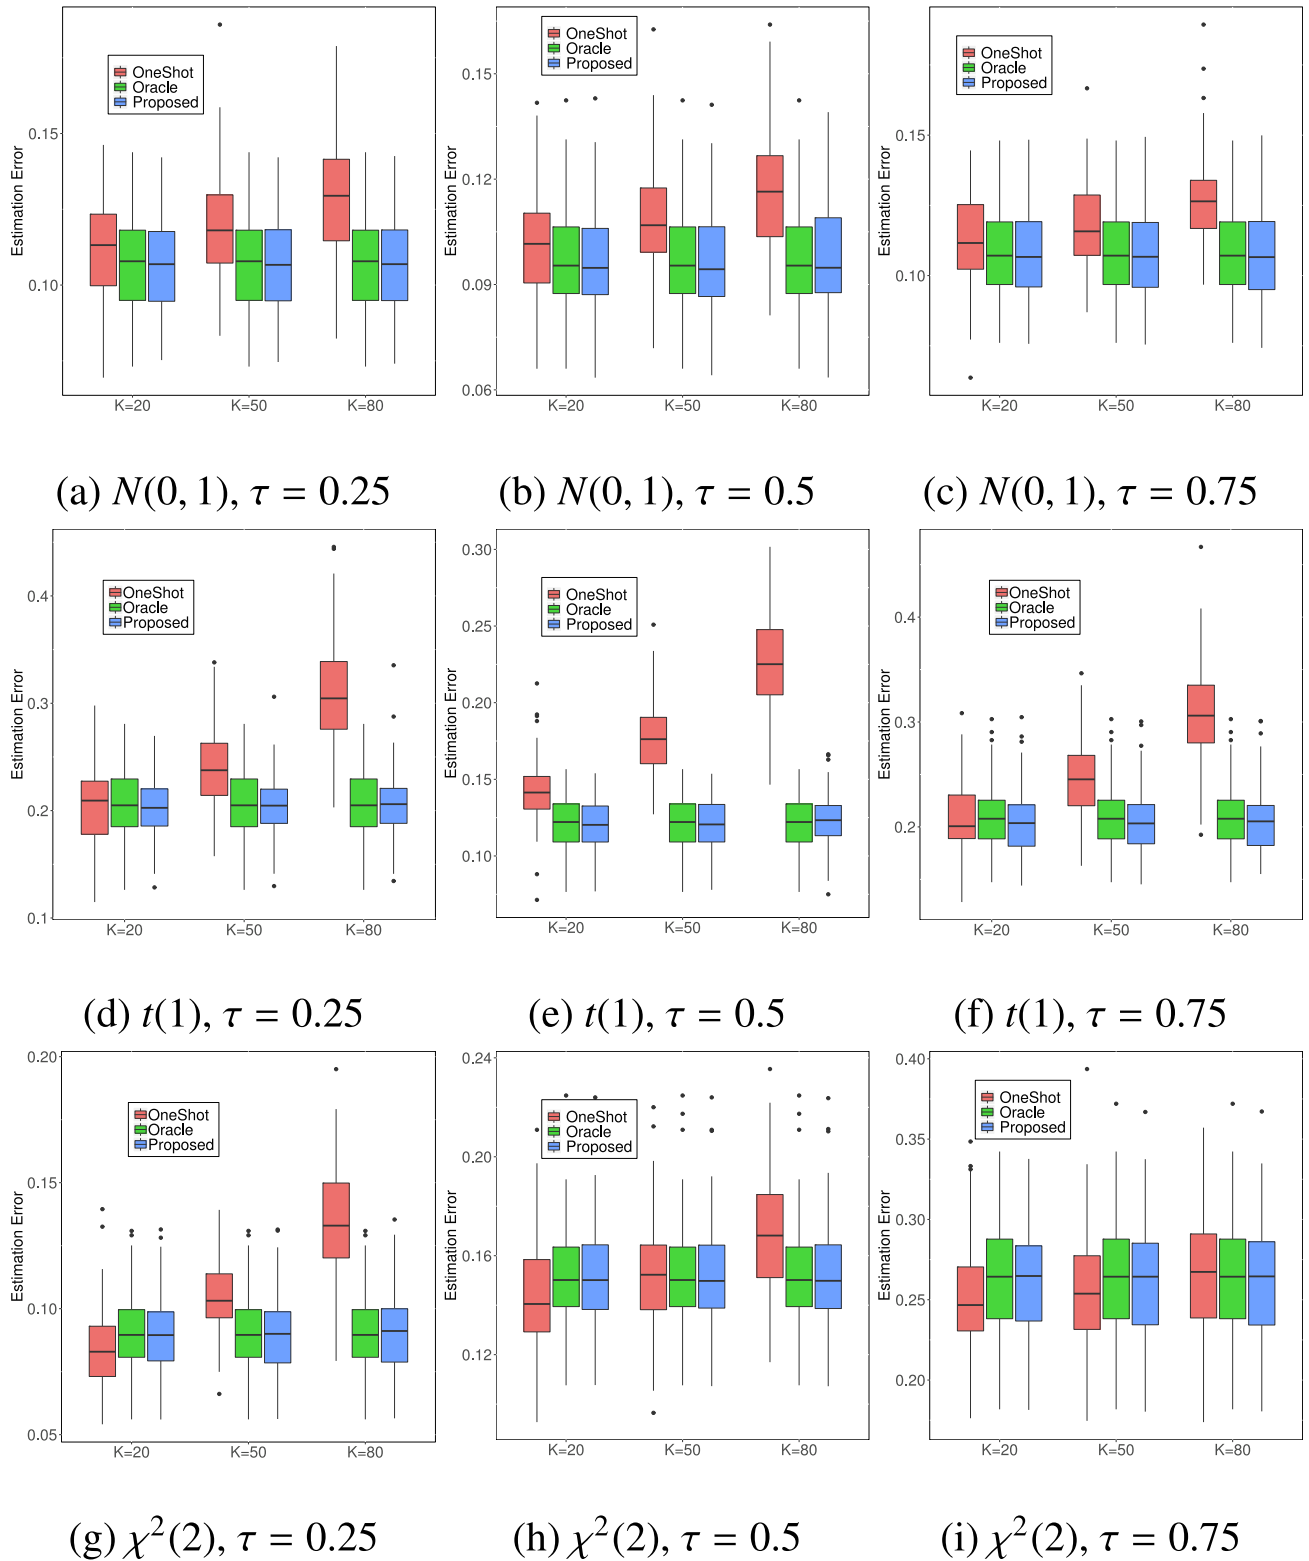 Estimation Error
0.15
0.10
OneShot
Oracle
Proposed
K=20 K=50 K=80
(a) N(0, 1), τ = 0.25
Estimation Error
0.15
0.12
0.09
0.06
OneShot
Oracle
Proposed
K=20 K=50 K=80
(b) N(0, 1), τ = 0.5
Estimation Error
0.15
0.10
OneShot
Oracle
Proposed
K=20 K=50 K=80
(c) N(0, 1), τ = 0.75
Estimation Error
0.4
0.3
0.2
0.1
OneShot
Oracle
Proposed
K=20 K=50 K=80
(d) t(1), τ = 0.25
Estimation Error
0.30
0.25
0.20
0.15
0.10
OneShot
Oracle
Proposed
K=20 K=50 K=80
(e) t(1), τ = 0.5
Estimation Error
0.4
0.3
0.2
OneShot
Oracle
Proposed
K=20 K=50 K=80
(f) t(1), τ = 0.75
Estimation Error
0.20
0.15
0.10
0.05
OneShot
Oracle
Proposed
K=20 K=50 K=80
(g) χ²(2), τ = 0.25
Estimation Error
0.24
0.20
0.16
0.12
OneShot
Oracle
Proposed
K=20 K=50 K=80
(h) χ²(2), τ = 0.5
Estimation Error
0.40
0.35
0.30
0.25
0.20
OneShot
Oracle
Proposed
K=20 K=50 K=80
(i) χ²(2), τ = 0.75